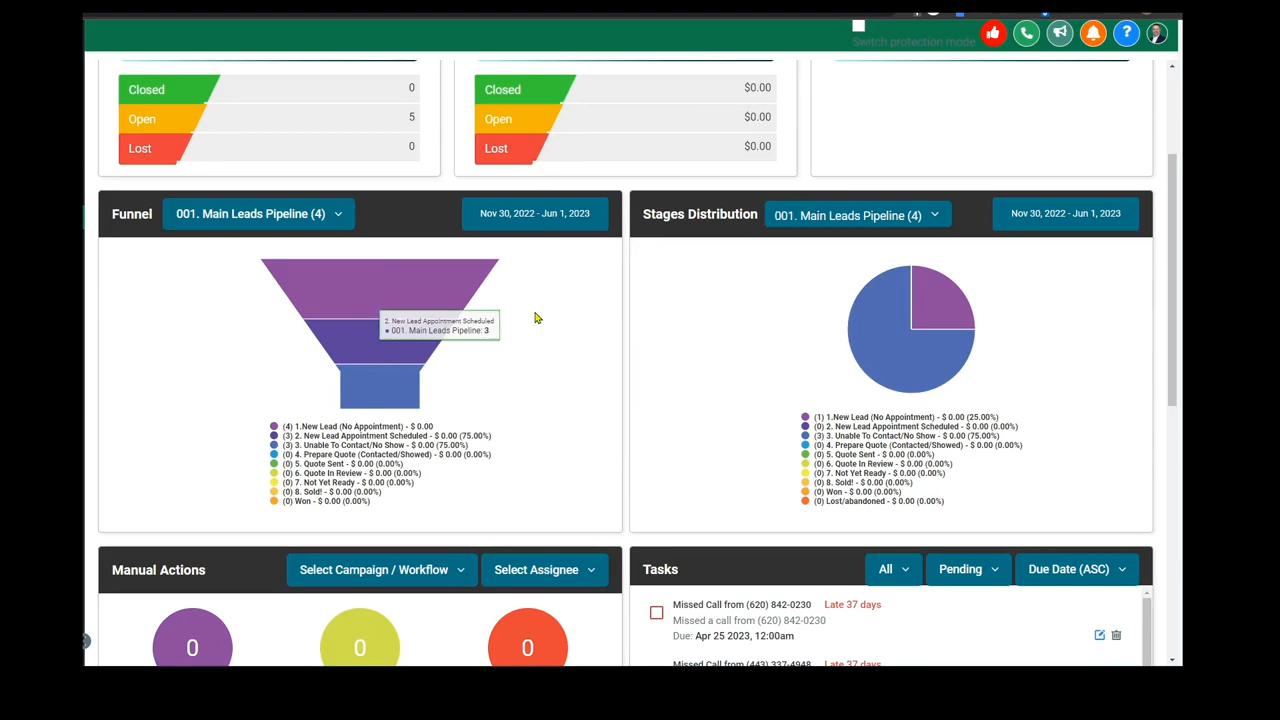 Switch protection mode
?
Closed 0
Open 5
Lost 0
Closed $0.00
Open $0.00
Lost $0.00
Funnel 001. Main Leads Pipeline (4) Nov 30, 2022 - Jun 1, 2023
2. New Lead Appointment Scheduled
001. Main Leads Pipeline: 3
(4) 1.New Lead (No Appointment) - $ 0.00
(3) 2. New Lead Appointment Scheduled - $ 0.00 (75.00%)
(3) 3. Unable To Contact/No Show - $ 0.00 (75.00%)
(0) 4. Prepare Quote (Contacted/Showed) - $ 0.00 (0.00%)
(0) 5. Quote Sent - $ 0.00 (0.00%)
(0) 6. Quote In Review - $ 0.00 (0.00%)
(0) 7. Not Yet Ready - $ 0.00 (0.00%)
(0) 8. Sold! - $ 0.00 (0.00%)
(0) Won - $ 0.00 (0.00%)
Stages Distribution 001. Main Leads Pipeline (4) Nov 30, 2022 - Jun 1, 2023
(1) 1.New Lead (No Appointment) - $ 0.00 (25.00%)
(0) 2. New Lead Appointment Scheduled - $ 0.00 (0.00%)
(3) 3. Unable To Contact/No Show - $ 0.00 (75.00%)
(0) 4. Prepare Quote (Contacted/Showed) - $ 0.00 (0.00%)
(0) 5. Quote Sent - $ 0.00 (0.00%)
(0) 6. Quote In Review - $ 0.00 (0.00%)
(0) 7. Not Yet Ready - $ 0.00 (0.00%)
(0) 8. Sold! - $ 0.00 (0.00%)
(0) Won - $ 0.00 (0.00%)
(0) Lost/abandoned - $ 0.00 (0.00%)
Manual Actions Select Campaign / Workflow Select Assignee
0 0 0
Tasks All Pending Due Date (ASC)
Missed Call from (620) 842-0230 Late 37 days
Missed a call from (620) 842-0230
Due: Apr 25 2023, 12:00am
Missed Call from (443) 337-4948 Late 37 days